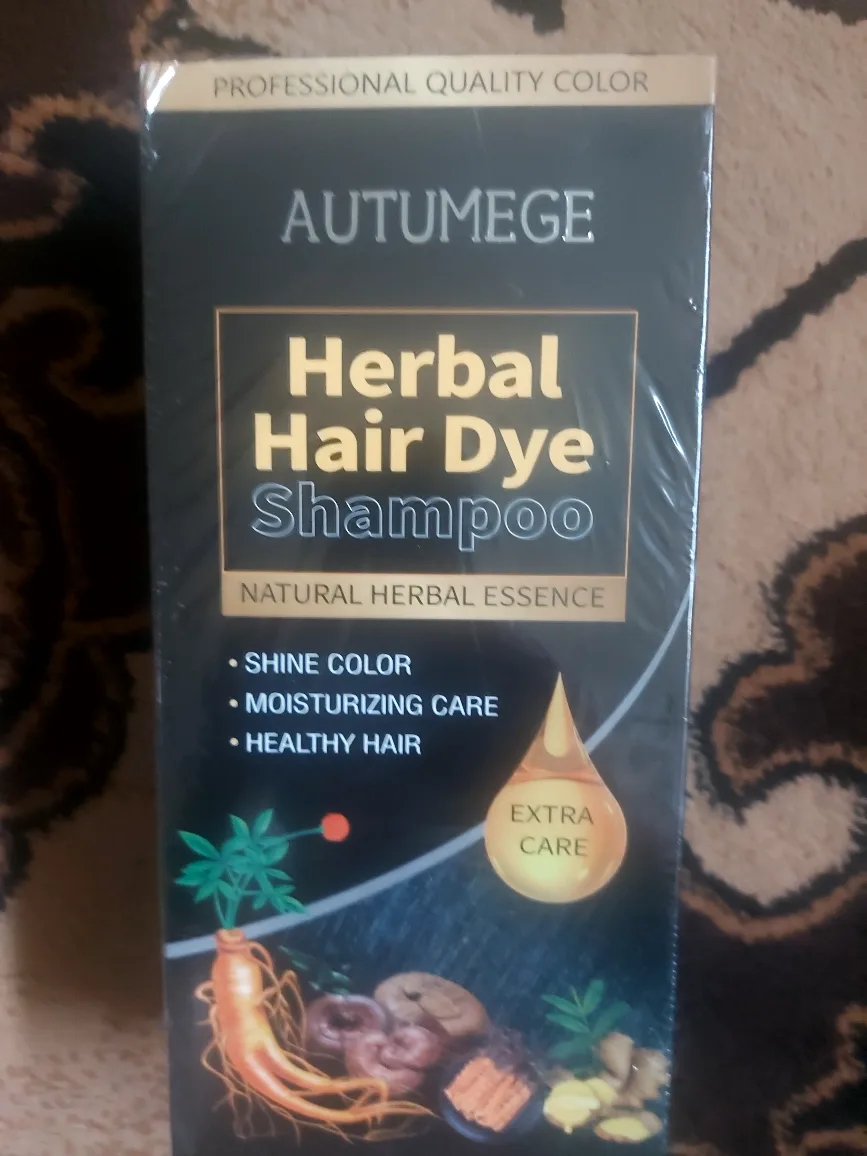 PROFESSIONAL QUALITY COLOR
AUTUMEGE
Herbal
Hair Dye
Shampoo
NATURAL HERBAL ESSENCE
• SHINE COLOR
• MOISTURIZING CARE
• HEALTHY HAIR
EXTRA
CARE